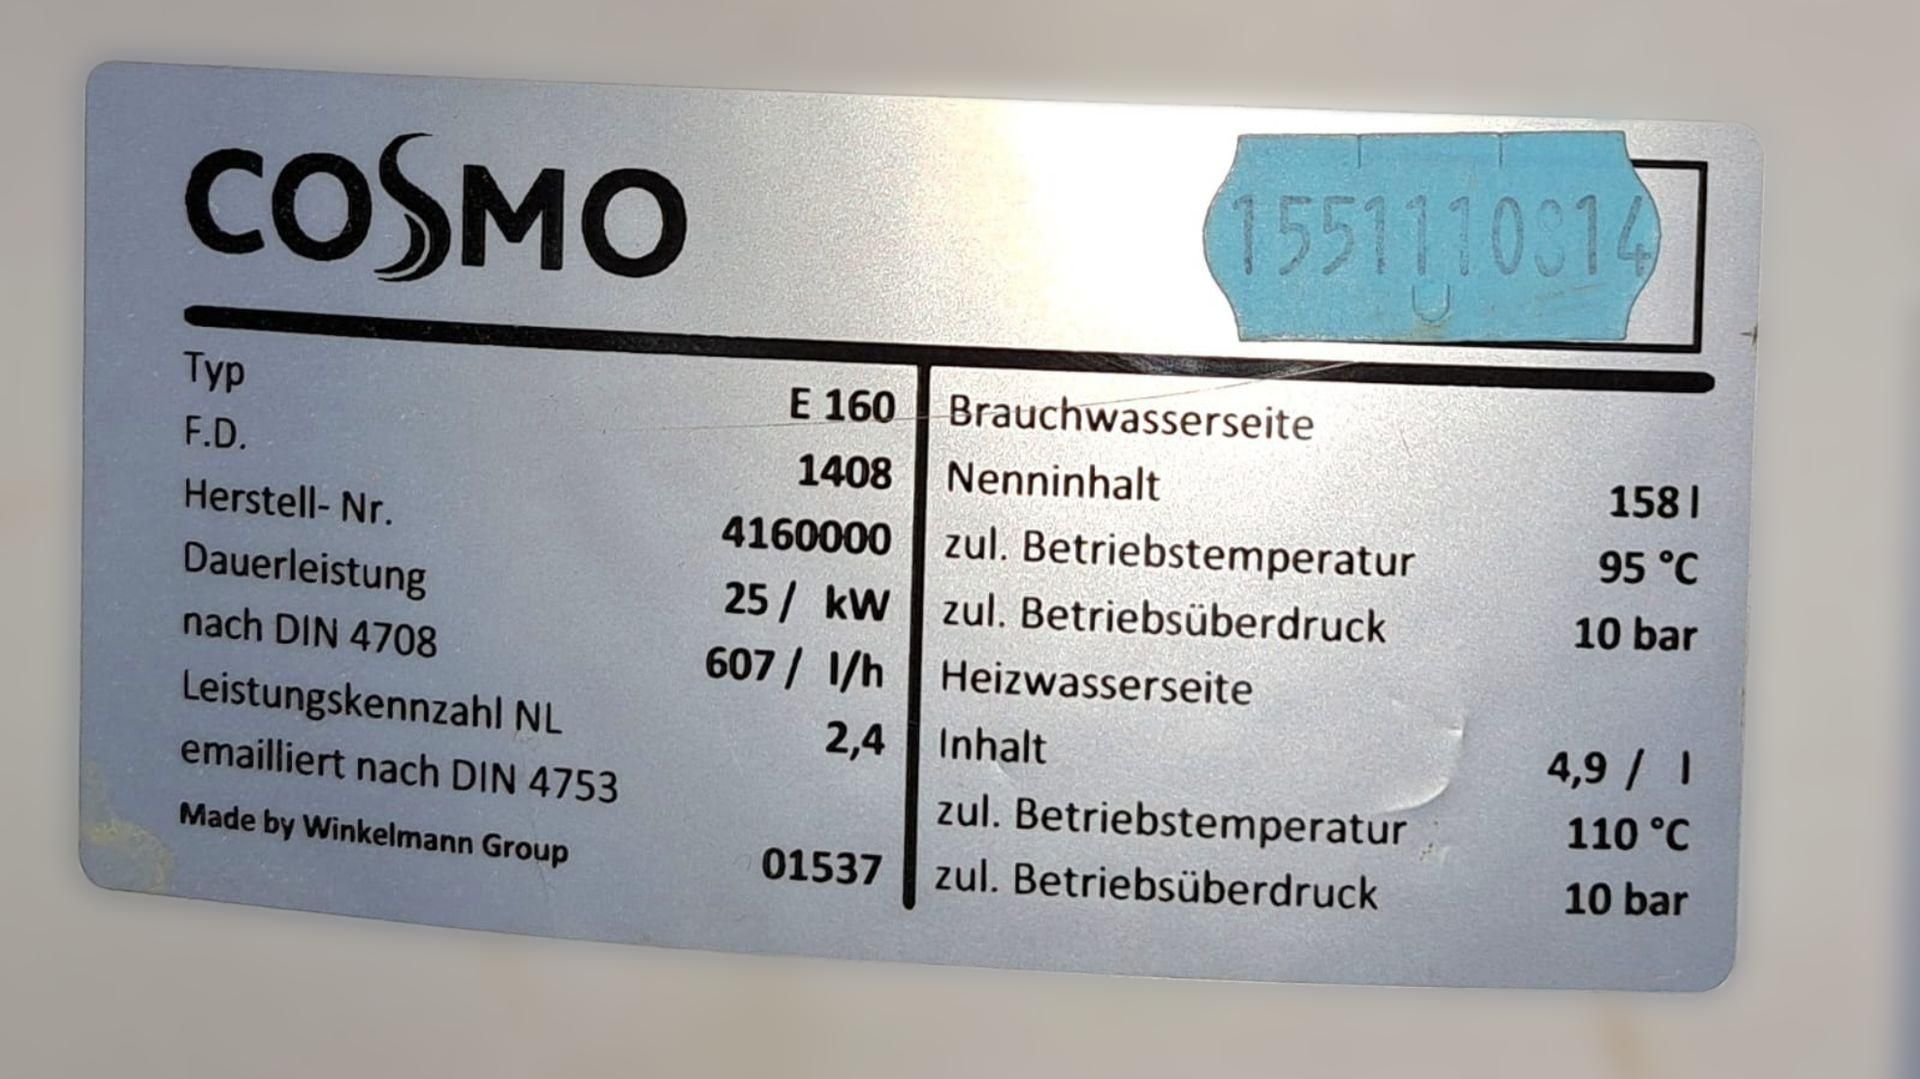 COSMO
1551110814
Typ E 160
F.D. 1408
Herstell- Nr. 4160000
Dauerleistung 25 / kW
nach DIN 4708 607 / l/h
Leistungskennzahl NL 2,4
emailliert nach DIN 4753
Made by Winkelmann Group 01537
Brauchwasserseite
Nenninhalt 158 l
zul. Betriebstemperatur 95 °C
zul. Betriebsüberdruck 10 bar
Heizwasserseite
Inhalt 4,9 / l
zul. Betriebstemperatur 110 °C
zul. Betriebsüberdruck 10 bar